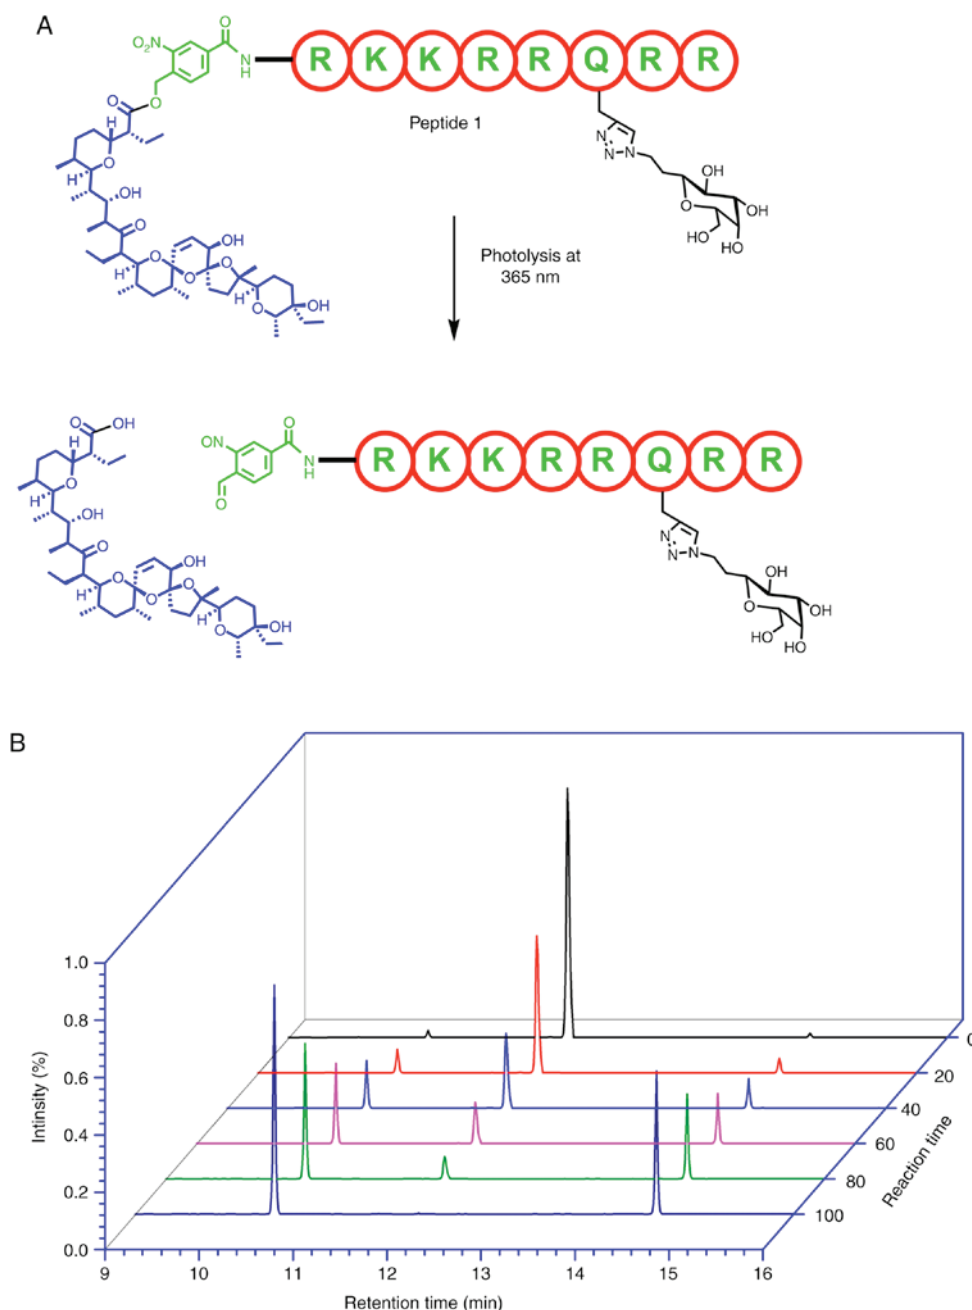 A
O₂N
O
N
H
R K K R R Q R R
O
O
H
O
H
OH
O
Peptide 1
N
N
N
OH
O
OH
HO
HO
O
OH
O
O
O
H
H
O
OH
Photolysis at
365 nm
O
OH
H
O
H
OH
O
O
OH
O
O
H
H
O
OH
ON
O
N
H
O
R K K R R Q R R
N
N
N
OH
O
OH
HO
HO
B
1.0
0.8
0.6
0.4
0.2
0.0
Intinsity (%)
9 10 11 12 13 14 15 16
Retention time (min)
0
20
40
60
80
100
Reaction time